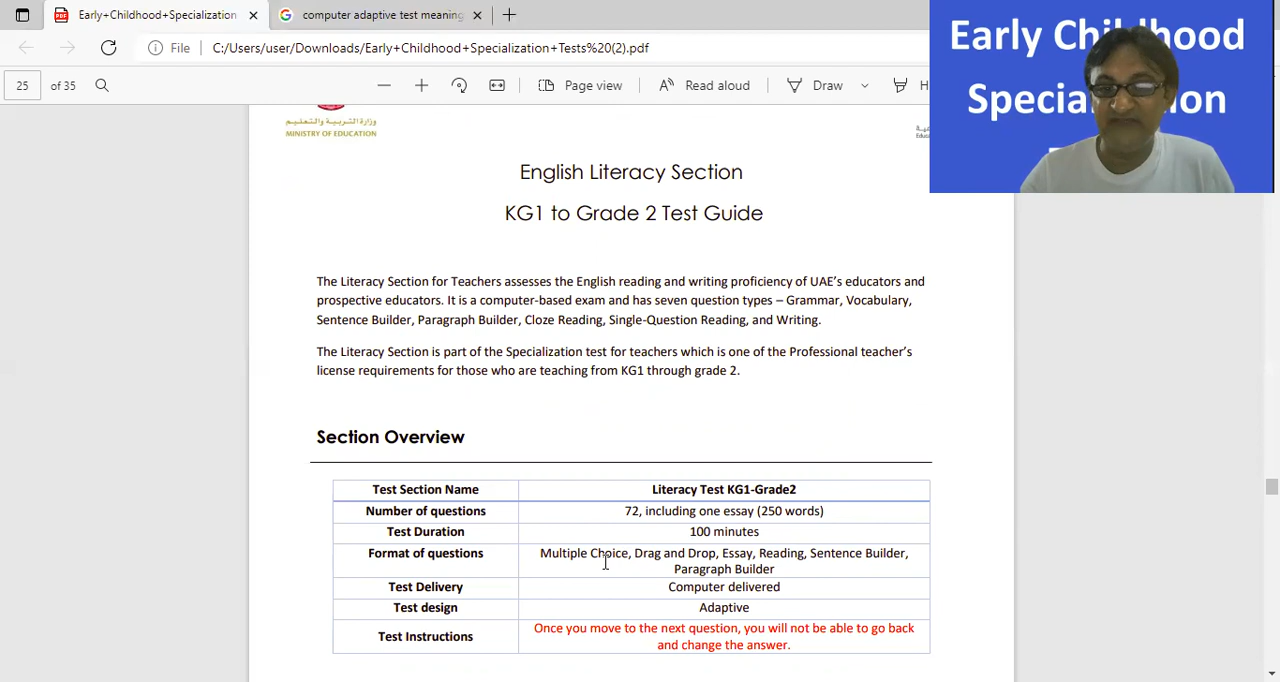 Early+Childhood+Specialization
computer adaptive test meaning
File
C:/Users/user/Downloads/Early+Childhood+Specialization+Tests%20(2).pdf
25 of 35
Page view
Read aloud
Draw
Early
وزارة التربية والتعليم
MINISTRY OF EDUCATION
English Literacy Section
KG1 to Grade 2 Test Guide
The Literacy Section for Teachers assesses the English reading and writing proficiency of UAE's educators and
prospective educators. It is a computer-based exam and has seven question types – Grammar, Vocabulary,
Sentence Builder, Paragraph Builder, Cloze Reading, Single-Question Reading, and Writing.
The Literacy Section is part of the Specialization test for teachers which is one of the Professional teacher's
license requirements for those who are teaching from KG1 through grade 2.
Section Overview
Test Section Name Literacy Test KG1-Grade2
Number of questions 72, including one essay (250 words)
Test Duration 100 minutes
Format of questions Multiple Choice, Drag and Drop, Essay, Reading, Sentence Builder,
Paragraph Builder
Test Delivery Computer delivered
Test design Adaptive
Test Instructions Once you move to the next question, you will not be able to go back
and change the answer.